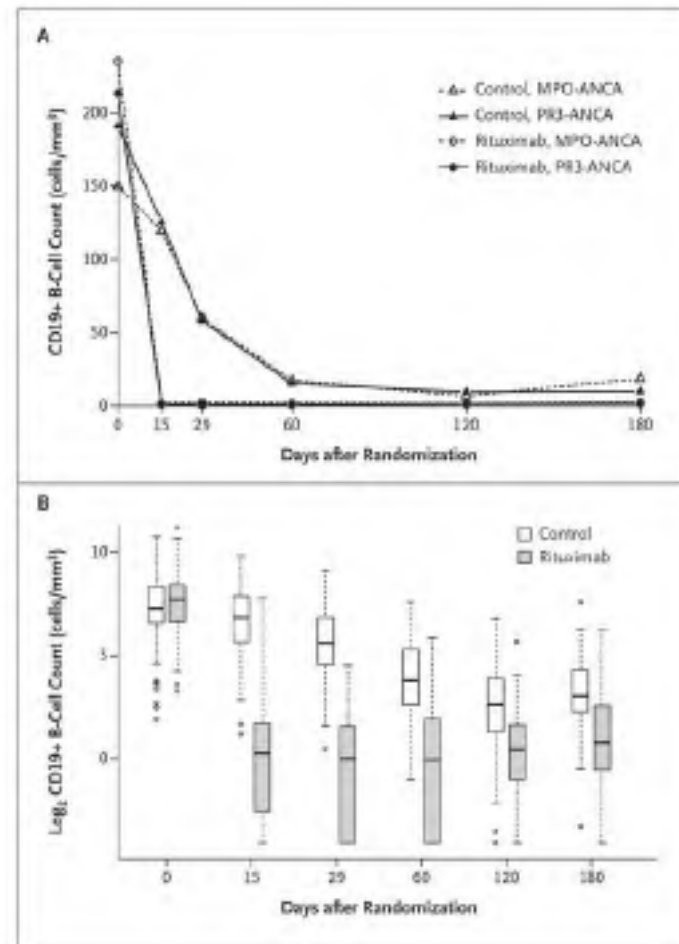 A
CD19+ B-Cell Count (cells/mm³)
200
150
100
50
0
Control, MPO-ANCA
Control, PR3-ANCA
Rituximab, MPO-ANCA
Rituximab, PR3-ANCA
0 15 29 60 120 180
Days after Randomization
B
Log₂ CD19+ B-Cell Count (cells/mm³)
10
5
0
Control
Rituximab
0 15 29 60 120 180
Days after Randomization